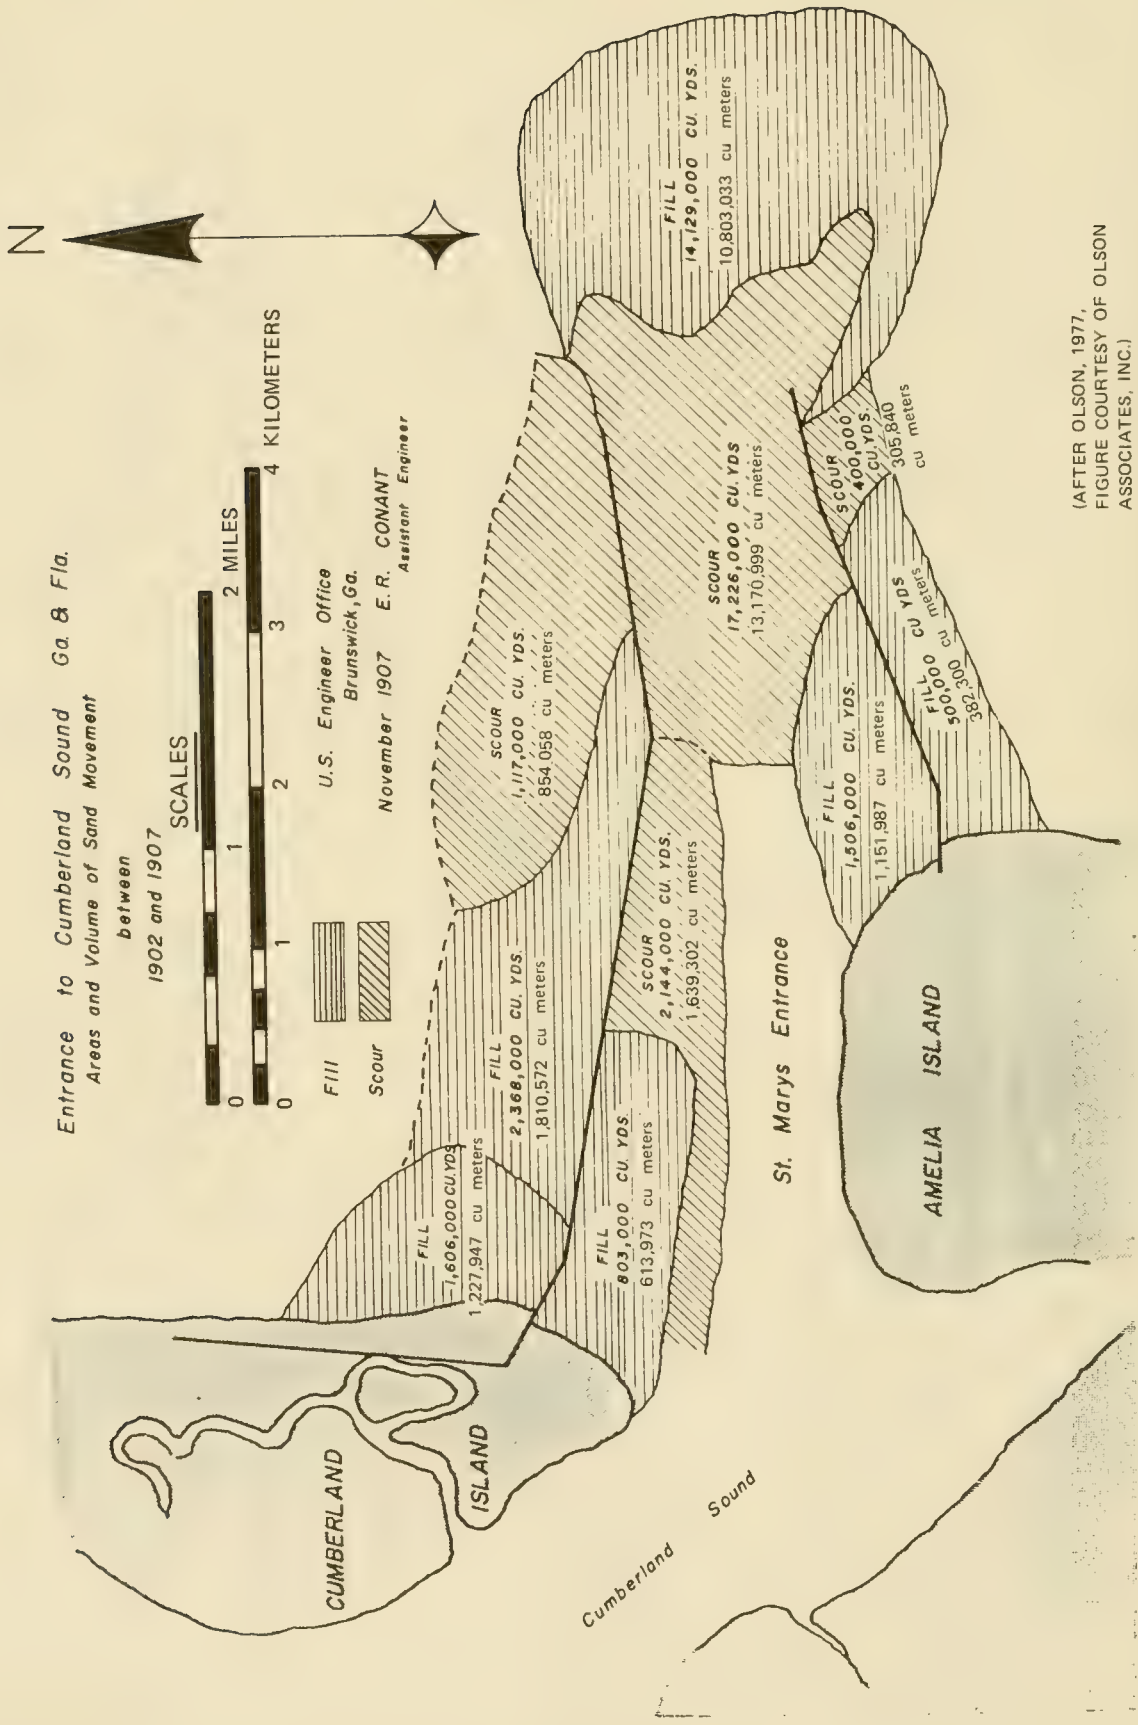 Entrance to Cumberland Sound Ga. & Fla.
Areas and Volume of Sand Movement
between
1902 and 1907
SCALES
0 1 2 MILES
0 1 2 3 4 KILOMETERS
N
Fill
Scour
U.S. Engineer Office
Brunswick, Ga.
November 1907 E. R. CONANT
Assistant Engineer
FILL
1,606,000 CU. YDS.
1,227,947 cu meters
FILL
2,368,000 CU. YDS.
1,810,572 cu meters
SCOUR
1,117,000 CU. YDS.
854,058 cu meters
FILL
14,129,000 CU. YDS.
10,803,033 cu meters
FILL
803,000 CU. YDS.
613,973 cu meters
SCOUR
2,144,000 CU. YDS.
1,639,302 cu meters
SCOUR
17,226,000 CU. YDS
13,170,999 cu meters
FILL
1,506,000 CU. YDS.
1,151,987 cu meters
FILL
500,000 CU YDS
382,300 cu meters
SCOUR
400,000
CU. YDS.
305,840
cu meters
CUMBERLAND
ISLAND
Cumberland Sound
St. Marys Entrance
AMELIA ISLAND
(AFTER OLSON, 1977,
FIGURE COURTESY OF OLSON
ASSOCIATES, INC.)